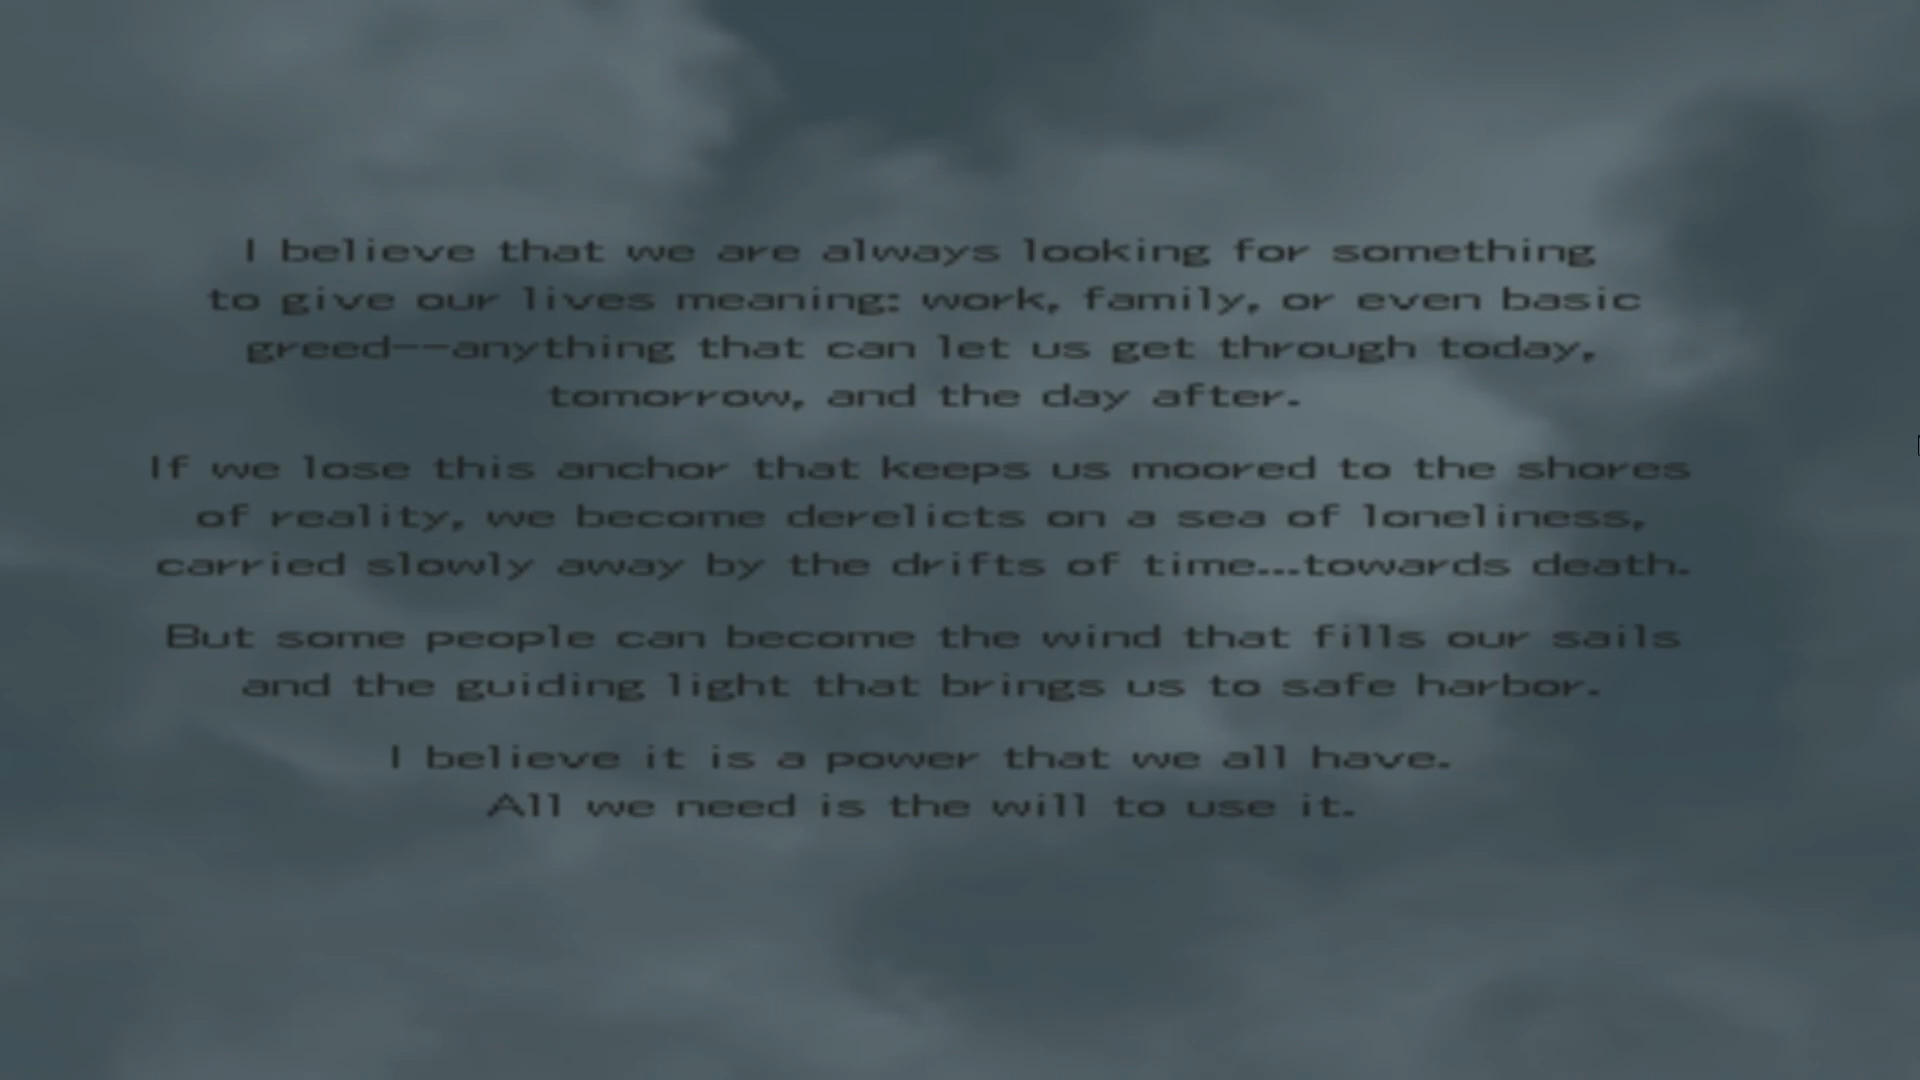 I believe that we are always looking for something
to give our lives meaning: work, family, or even basic
greed--anything that can let us get through today,
tomorrow, and the day after.
If we lose this anchor that keeps us moored to the shores
of reality, we become derelicts on a sea of loneliness,
carried slowly away by the drifts of time...towards death.
But some people can become the wind that fills our sails
and the guiding light that brings us to safe harbor.
I believe it is a power that we all have.
All we need is the will to use it.